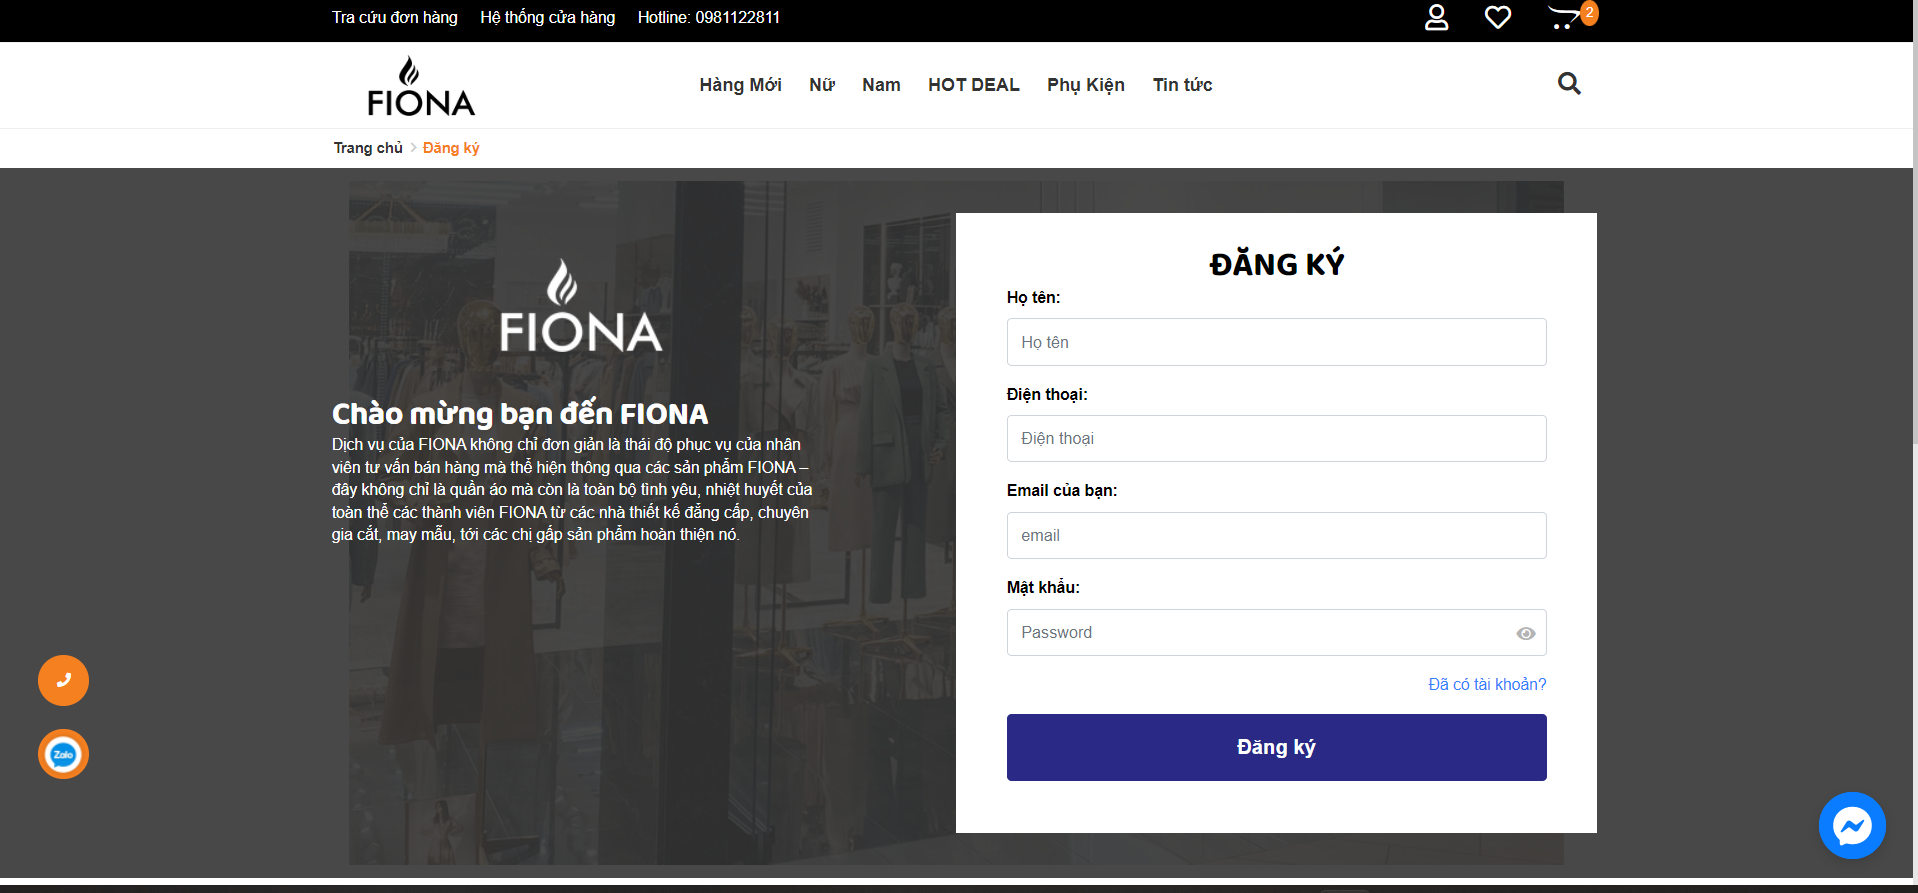 Tra cứu đơn hàng Hệ thống cửa hàng Hotline: 0981122811
2
FIONA
Hàng Mới Nữ Nam HOT DEAL Phụ Kiện Tin tức
Trang chủ > Đăng ký
FIONA
Chào mừng bạn đến FIONA
Dịch vụ của FIONA không chỉ đơn giản là thái độ phục vụ của nhân
viên tư vấn bán hàng mà thể hiện thông qua các sản phẩm FIONA –
đây không chỉ là quần áo mà còn là toàn bộ tình yêu, nhiệt huyết của
toàn thể các thành viên FIONA từ các nhà thiết kế đẳng cấp, chuyên
gia cắt, may mẫu, tới các chị gấp sản phẩm hoàn thiện nó.
ĐĂNG KÝ
Họ tên:
Họ tên
Điện thoại:
Điện thoại
Email của bạn:
email
Mật khẩu:
Password
Đã có tài khoản?
Đăng ký
Zalo